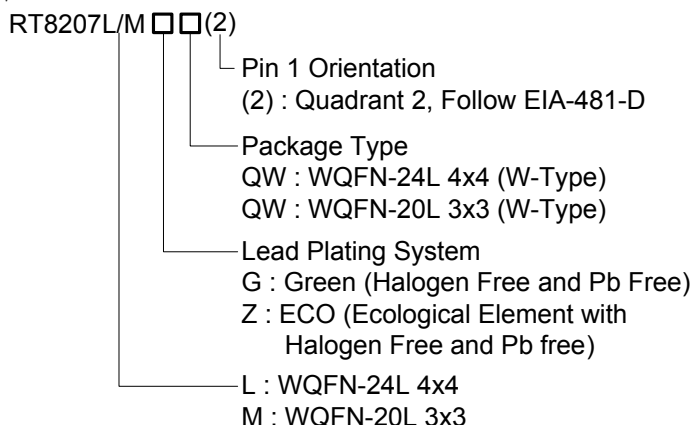 RT8207L/M □ □ (2)
Pin 1 Orientation
(2) : Quadrant 2, Follow EIA-481-D
Package Type
QW : WQFN-24L 4x4 (W-Type)
QW : WQFN-20L 3x3 (W-Type)
Lead Plating System
G : Green (Halogen Free and Pb Free)
Z : ECO (Ecological Element with
Halogen Free and Pb free)
L : WQFN-24L 4x4
M : WQFN-20L 3x3